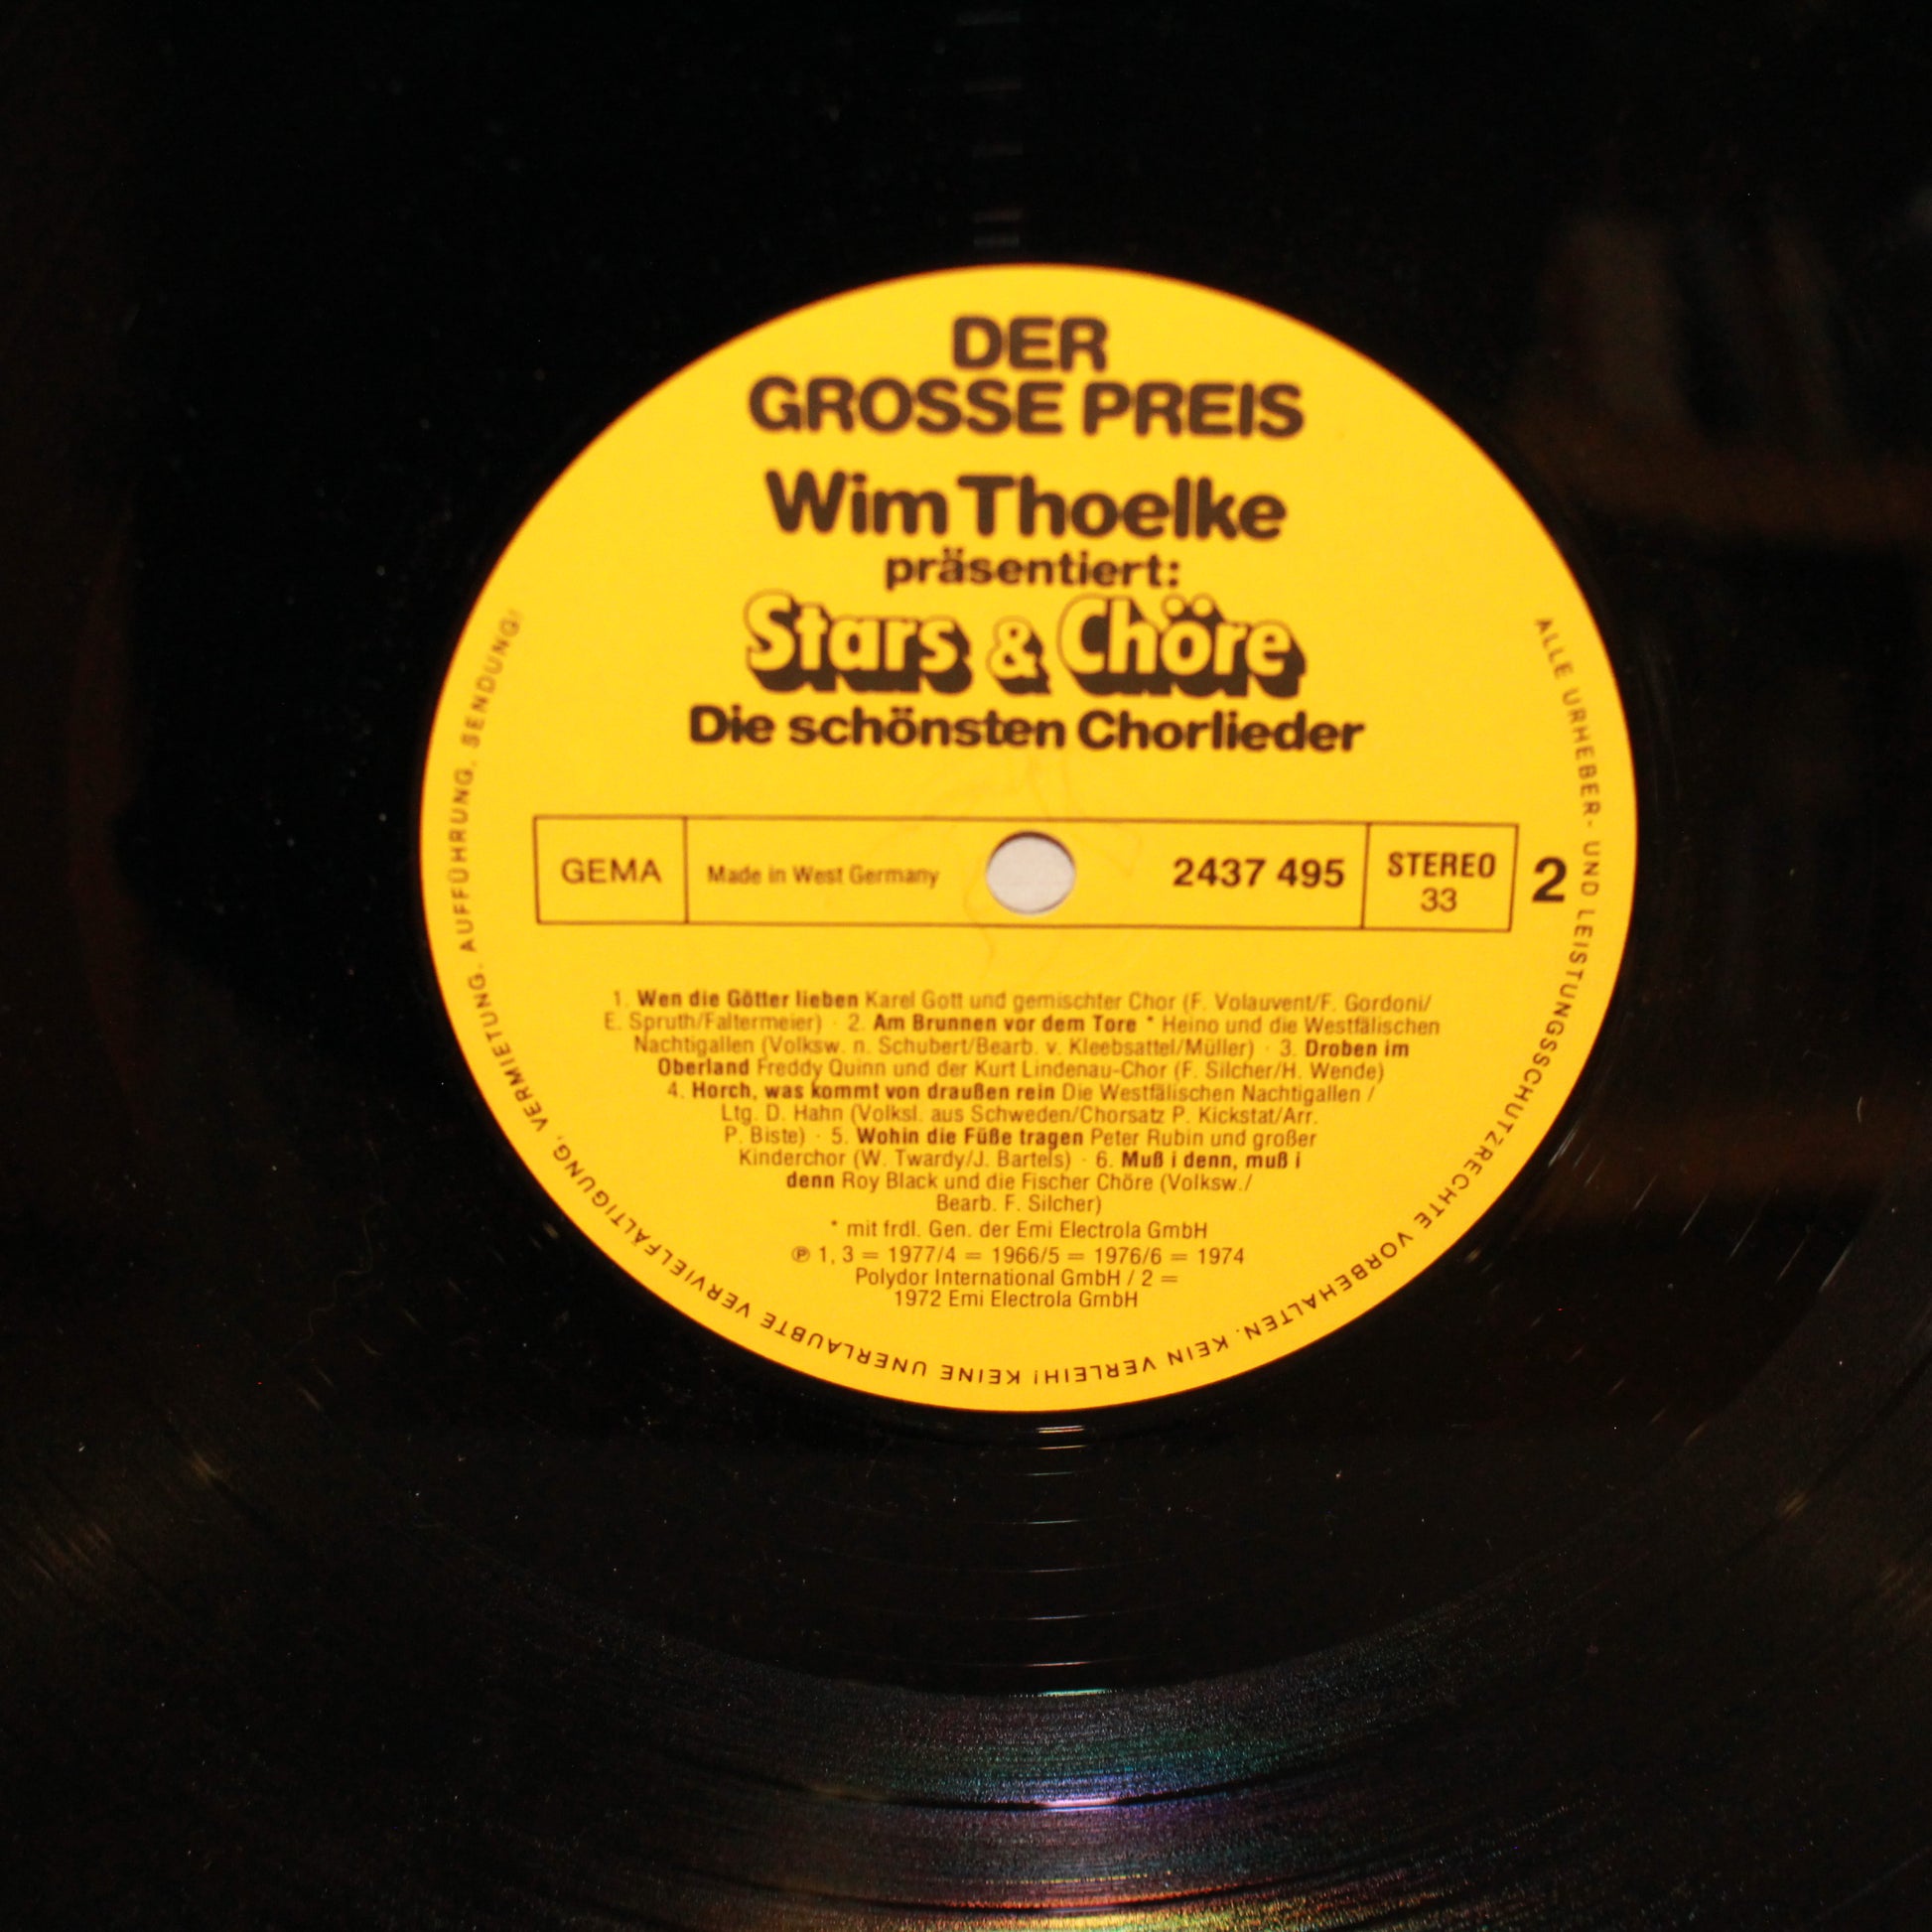 DER
GROSSE PREIS
Wim Thoelke
präsentiert:
Stars & Chöre
Die schönsten Chorlieder
GEMA
Made in West Germany
2437 495
STEREO
33
2
1. Wen die Götter lieben Karel Gott und gemischter Chor (F. Volauvent/F. Gordoni/
E. Spruth/Faltermeier) · 2. Am Brunnen vor dem Tore * Heino und die Westfälischen
Nachtigallen (Volksw. n. Schubert/Bearb. v. Kleebsattel/Müller) · 3. Droben im
Oberland Freddy Quinn und der Kurt Lindenau-Chor (F. Silcher/H. Wende)
4. Horch, was kommt von draußen rein Die Westfälischen Nachtigallen /
Ltg. D. Hahn (Volksl. aus Schweden/Chorsatz P. Kickstat/Arr.
P. Biste) · 5. Wohin die Füße tragen Peter Rubin und großer
Kinderchor (W. Twardy/J. Bartels) · 6. Muß i denn, muß i
denn Roy Black und die Fischer Chöre (Volksw./
Bearb. F. Silcher)
* mit frdl. Gen. der Emi Electrola GmbH
℗ 1, 3 = 1977/4 = 1966/5 = 1976/6 = 1974
Polydor International GmbH / 2 =
1972 Emi Electrola GmbH
ALLE URHEBER- UND LEISTUNGSSCHUTZRECHTE VORBEHALTEN. KEIN VERLEIH! KEINE UNERLAUBTE VERVIELFÄLTIGUNG, VERMIETUNG, AUFFÜHRUNG, SENDUNG!